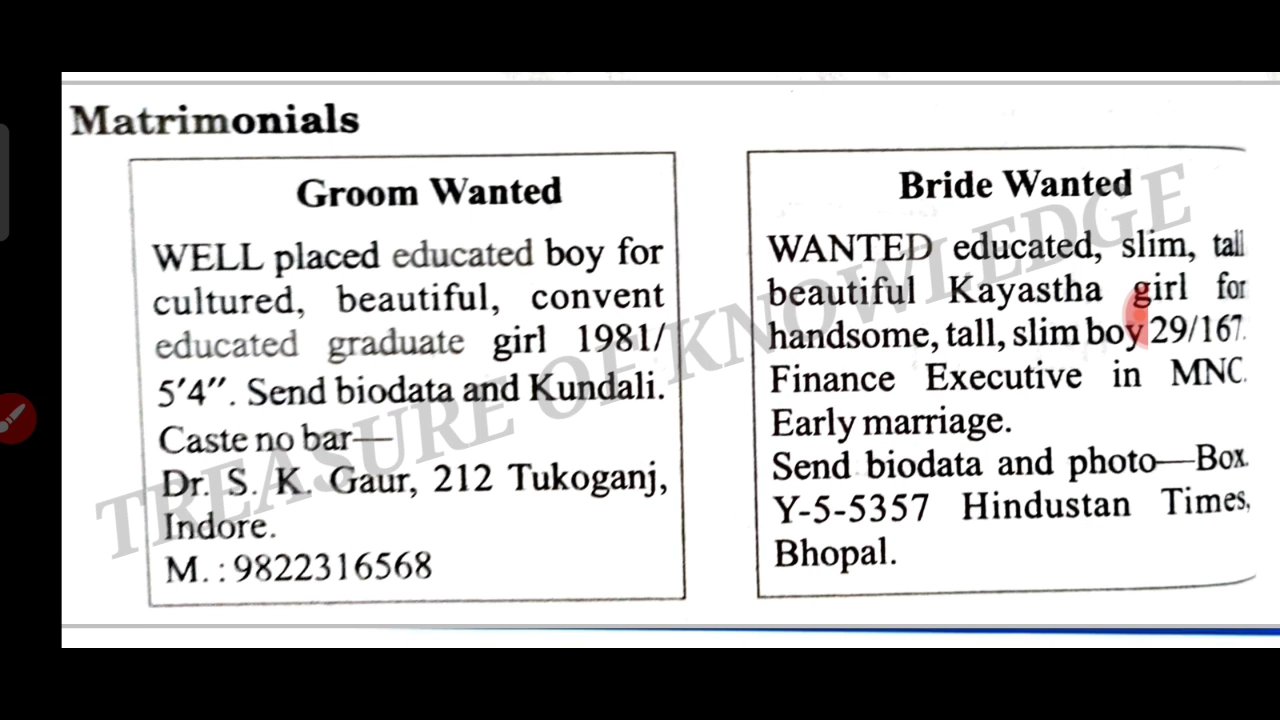 Matrimonials
Groom Wanted
WELL placed educated boy for
cultured, beautiful, convent
educated graduate girl 1981/
5'4". Send biodata and Kundali.
Caste no bar—
Dr. S. K. Gaur, 212 Tukoganj,
Indore.
M. : 9822316568
Bride Wanted
WANTED educated, slim, tall
beautiful Kayastha girl for
handsome, tall, slim boy 29/167.
Finance Executive in MNC.
Early marriage.
Send biodata and photo—Box.
Y-5-5357 Hindustan Times,
Bhopal.
TREASURE OF KNOWLEDGE